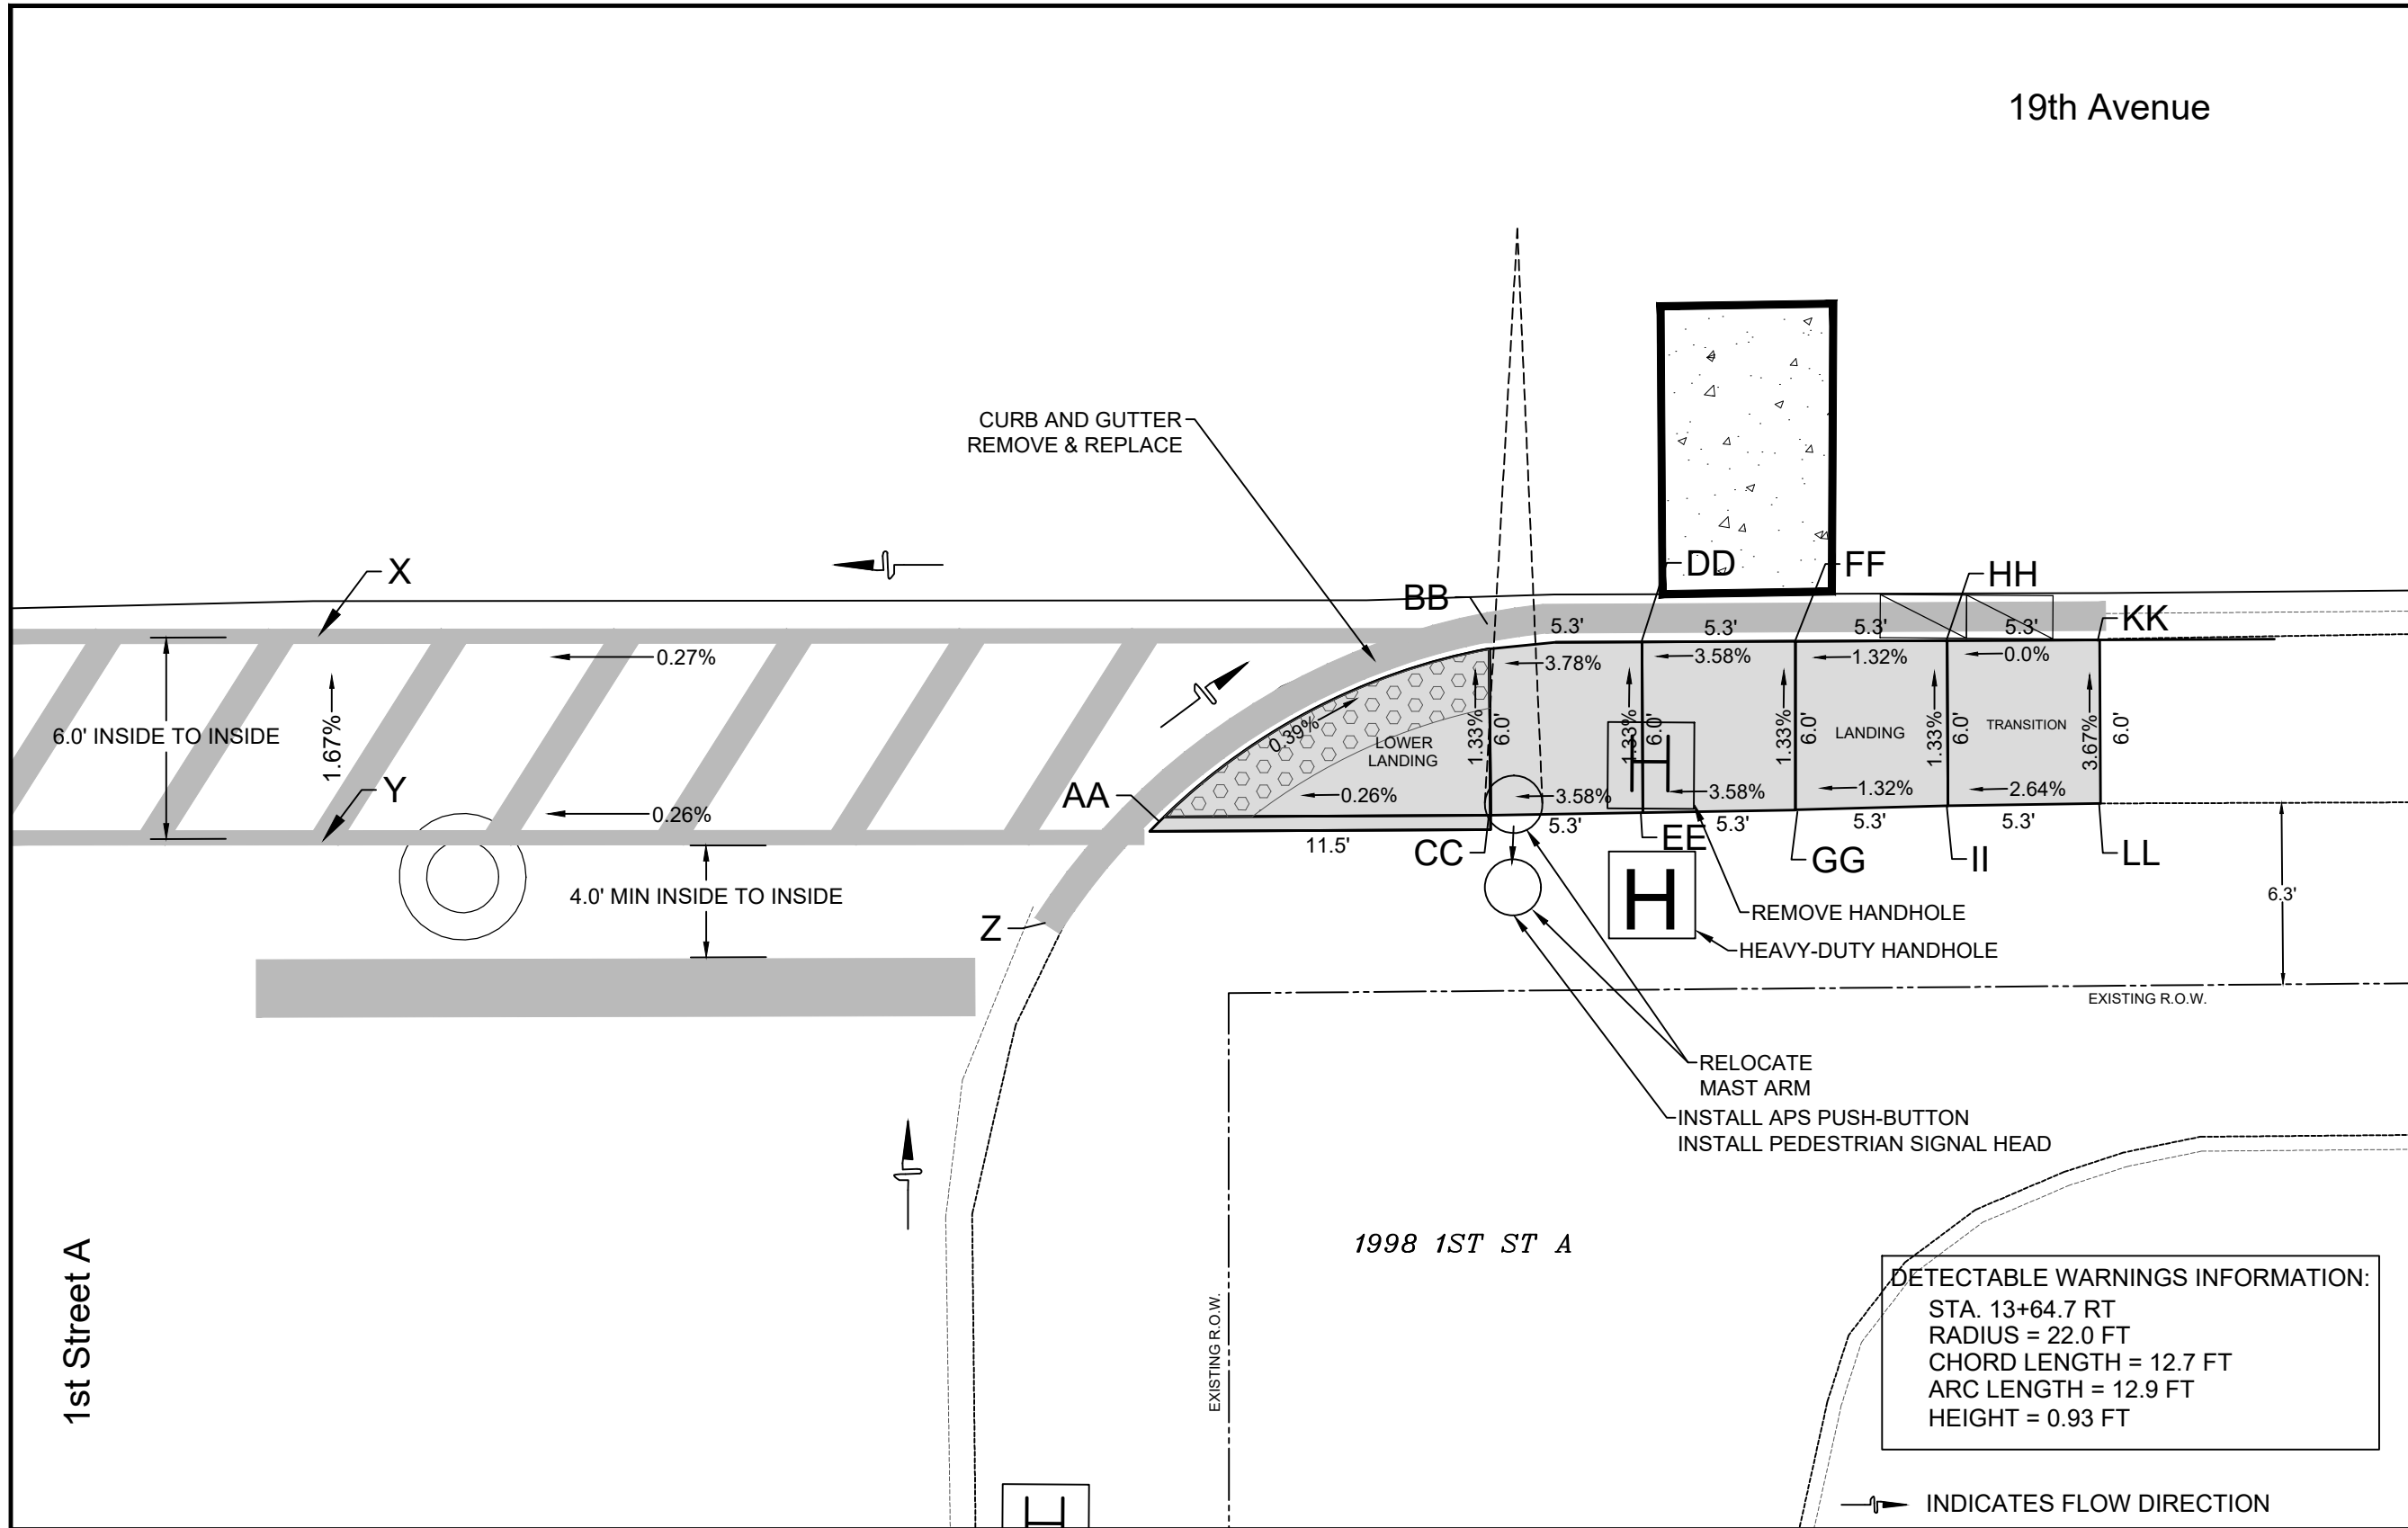 19th Avenue
CURB AND GUTTER
REMOVE & REPLACE
X
BB
DD
FF
HH
KK
5.3'
5.3'
5.3'
5.3'
0.27%
3.78%
3.58%
1.32%
0.0%
6.0' INSIDE TO INSIDE
1.67%
0.39%
LOWER
LANDING
1.33%
6.0'
1.33%
6.0'
H
1.33%
6.0'
LANDING
1.33%
6.0'
TRANSITION
3.67%
6.0'
Y
AA
0.26%
0.26%
3.58%
3.58%
1.32%
2.64%
11.5'
CC
5.3'
EE
5.3'
GG
5.3'
II
5.3'
LL
4.0' MIN INSIDE TO INSIDE
Z
H
REMOVE HANDHOLE
HEAVY-DUTY HANDHOLE
6.3'
EXISTING R.O.W.
RELOCATE
MAST ARM
INSTALL APS PUSH-BUTTON
INSTALL PEDESTRIAN SIGNAL HEAD
1st Street A
EXISTING R.O.W.
1998 1ST ST A
DETECTABLE WARNINGS INFORMATION:
STA. 13+64.7 RT
RADIUS = 22.0 FT
CHORD LENGTH = 12.7 FT
ARC LENGTH = 12.9 FT
HEIGHT = 0.93 FT
H
INDICATES FLOW DIRECTION